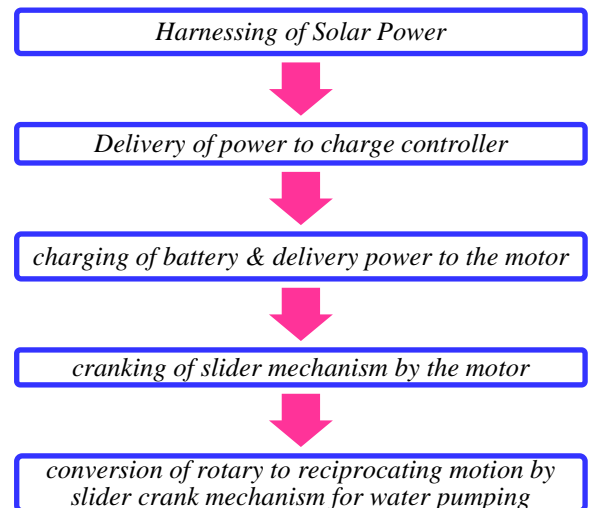 Harnessing of Solar Power
Delivery of power to charge controller
charging of battery & delivery power to the motor
cranking of slider mechanism by the motor
conversion of rotary to reciprocating motion by
slider crank mechanism for water pumping